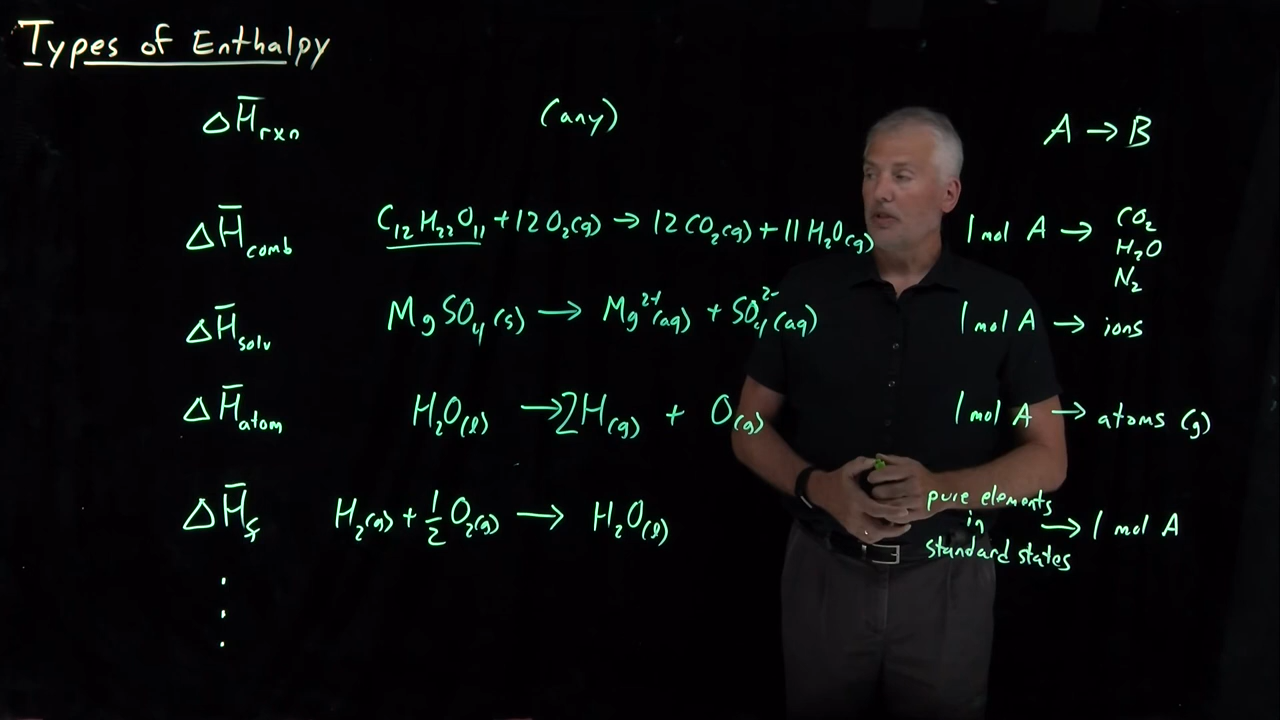 Types of Enthalpy
ΔH̅rxn (any) A → B
ΔH̅comb C₁₂H₂₂O₁₁ + 12 O₂(g) → 12 CO₂(g) + 11 H₂O(g) 1 mol A → CO₂
H₂O
N₂
ΔH̅solv MgSO₄(s) → Mg²⁺(aq) + SO₄²⁻(aq) 1 mol A → ions
ΔH̅atom H₂O(l) → 2H(g) + O(g) 1 mol A → atoms (g)
ΔH̅f H₂(g) + ½ O₂(g) → H₂O(l) pure elements
in → 1 mol A
standard states